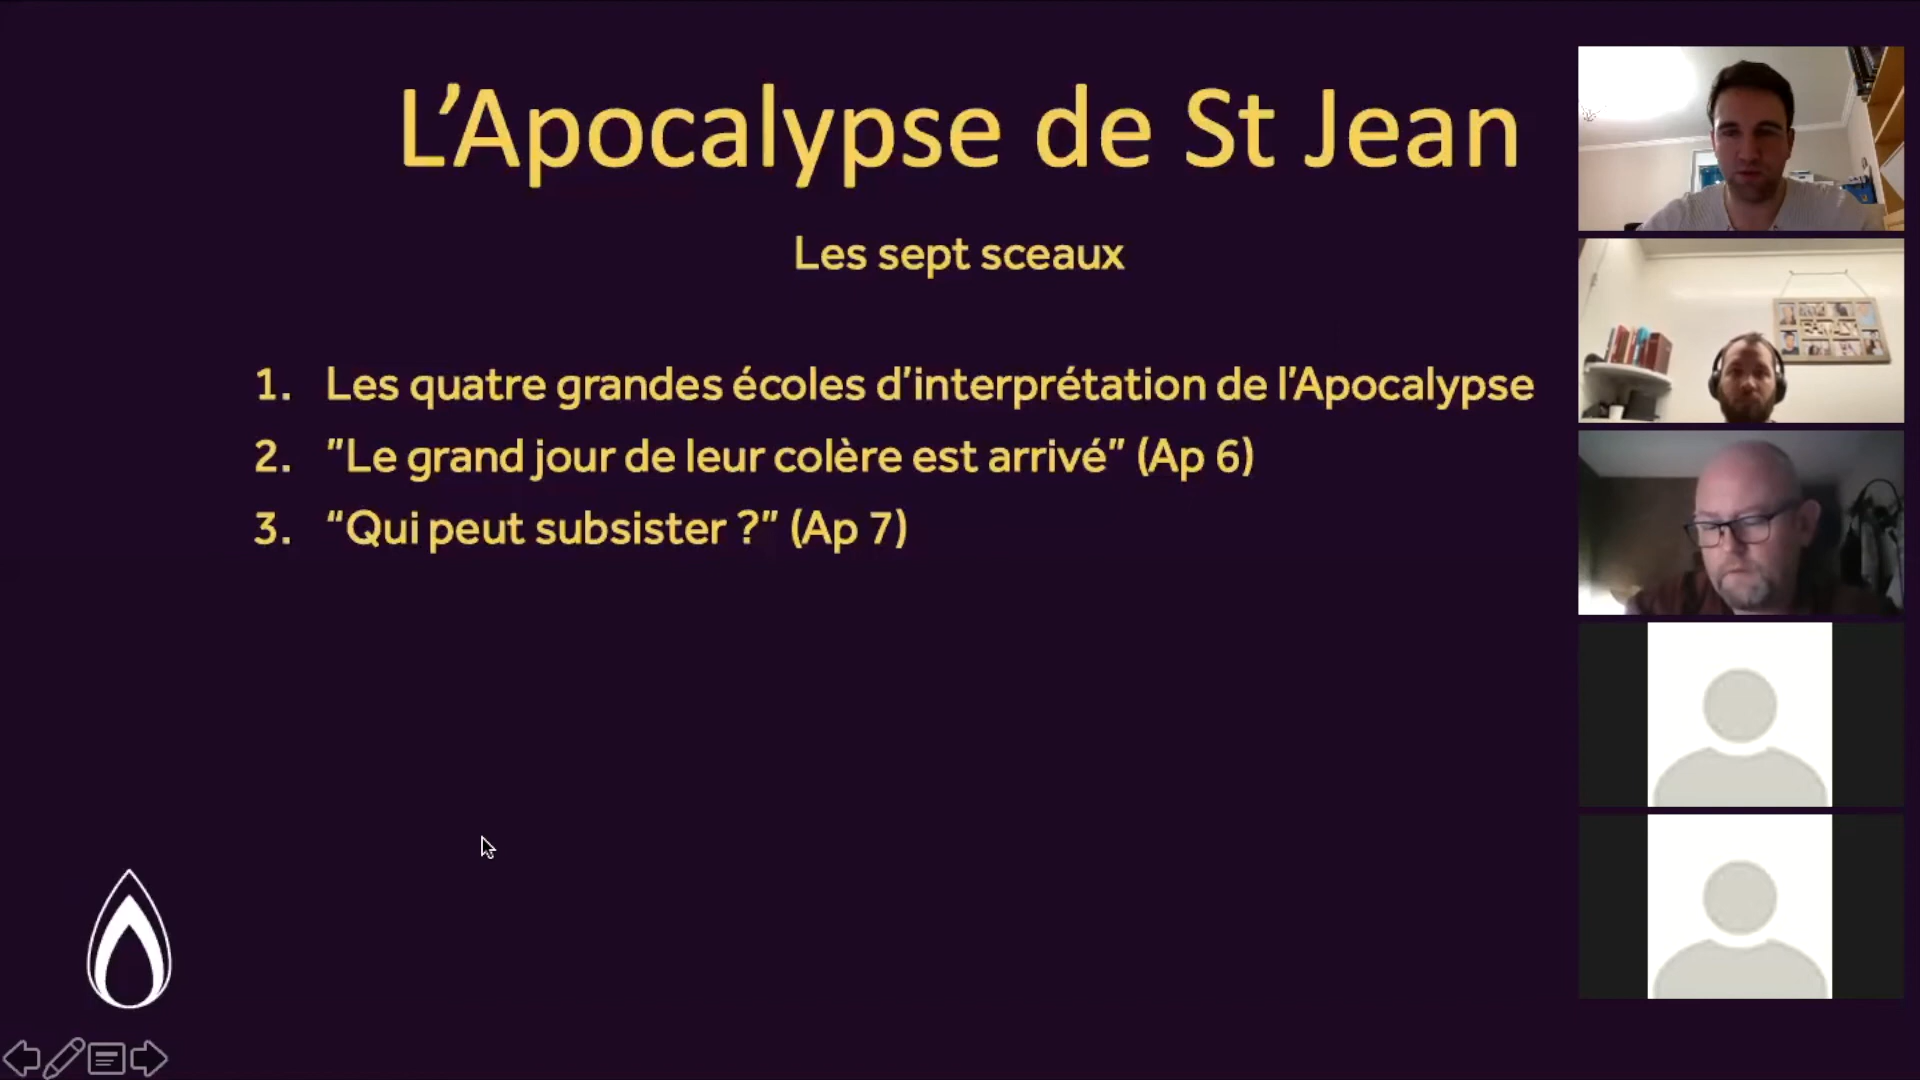 L’Apocalypse de St Jean
Les sept sceaux
1. Les quatre grandes écoles d’interprétation de l’Apocalypse
2. ”Le grand jour de leur colère est arrivé” (Ap 6)
3. “Qui peut subsister ?” (Ap 7)